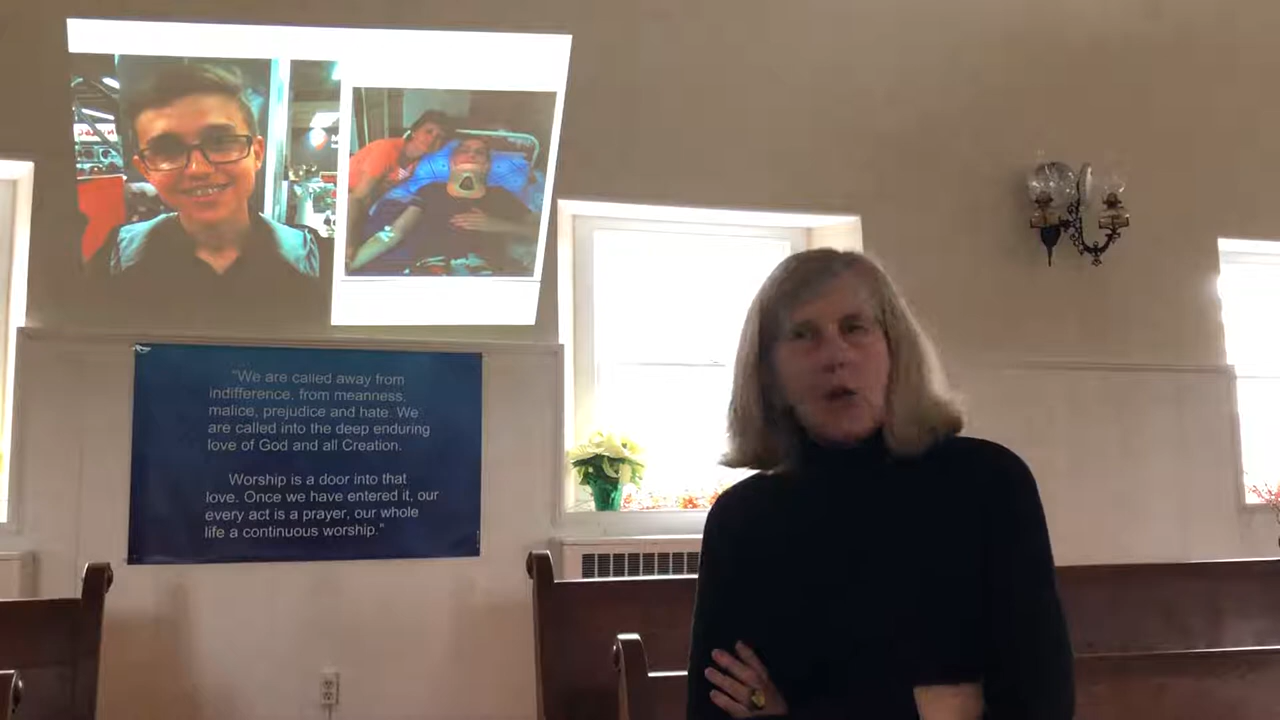 "We are called away from
indifference, from meanness,
malice, prejudice and hate. We
are called into the deep enduring
love of God and all Creation.
Worship is a door into that
love. Once we have entered it, our
every act is a prayer, our whole
life a continuous worship."